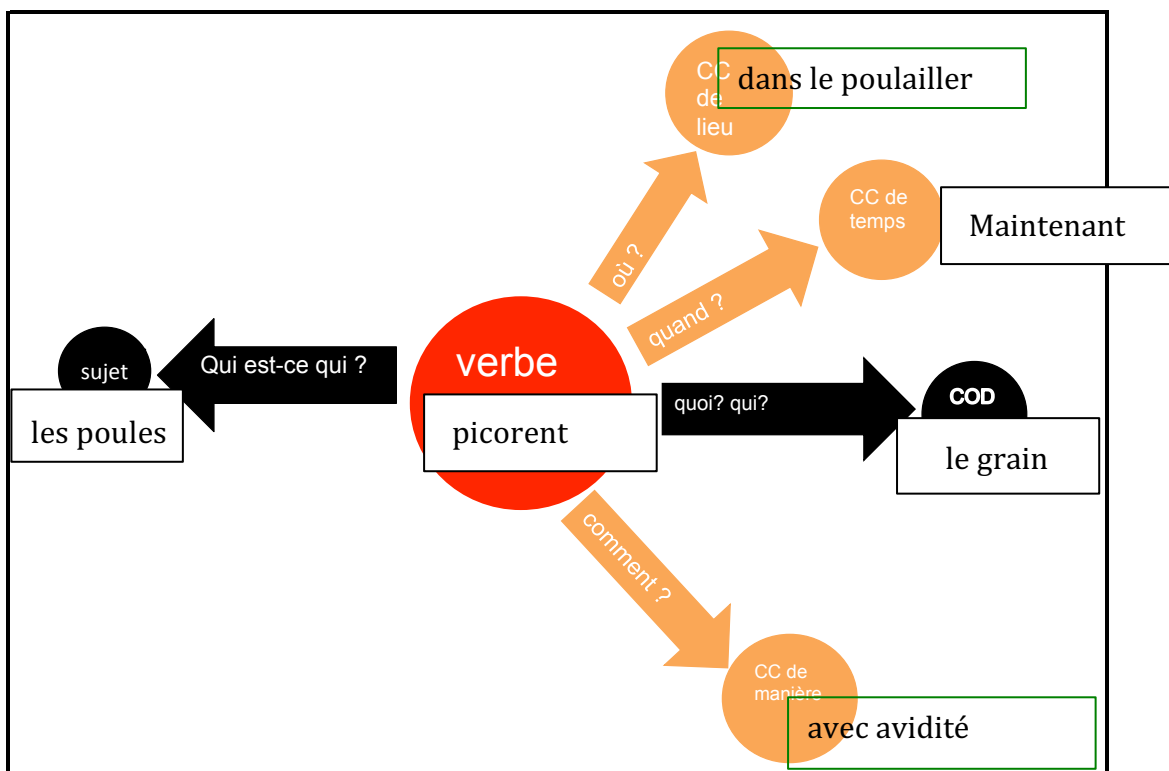 CC
de
lieu
dans le poulailler
CC de
temps
Maintenant
où ?
quand ?
sujet
Qui est-ce qui ?
les poules
verbe
picorent
quoi? qui?
COD
le grain
comment ?
CC de
manière
avec avidité